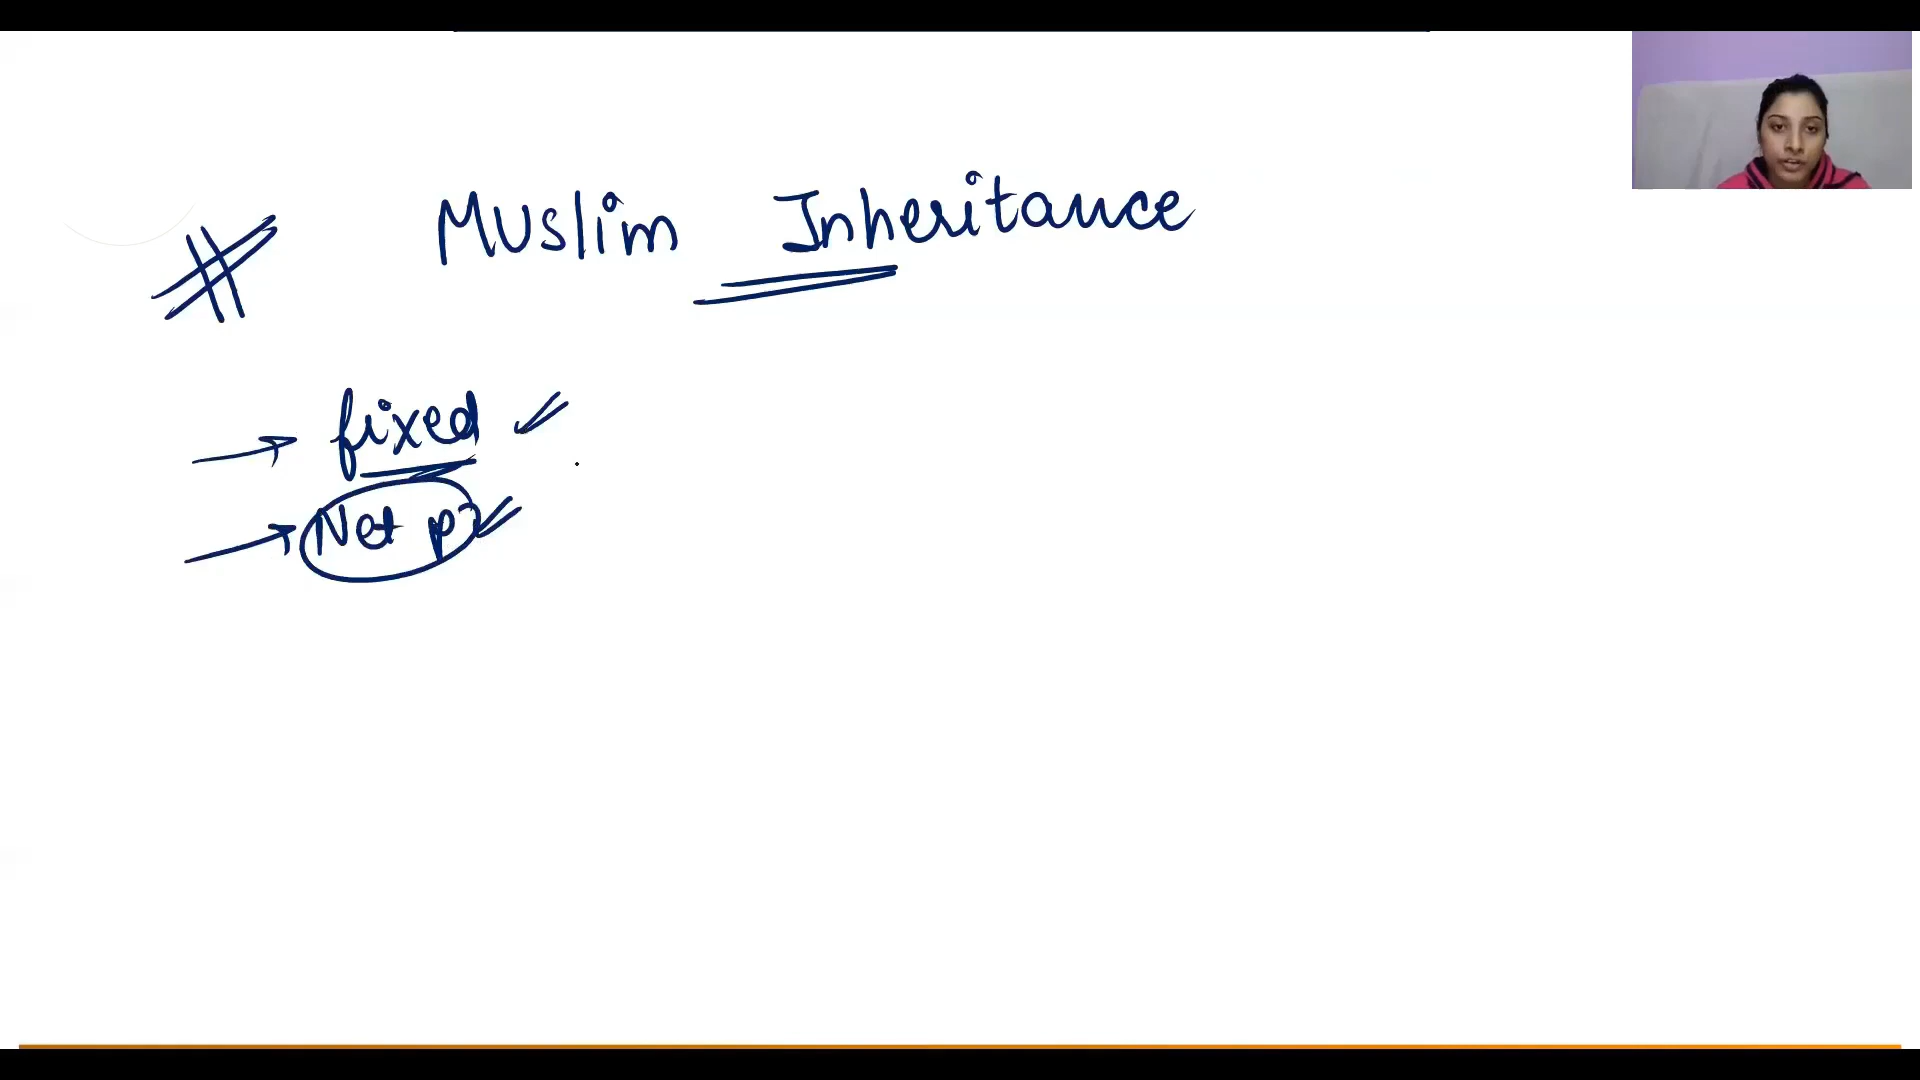 # Muslim Inheritance
→ fixed ✓
→ Net p ✓